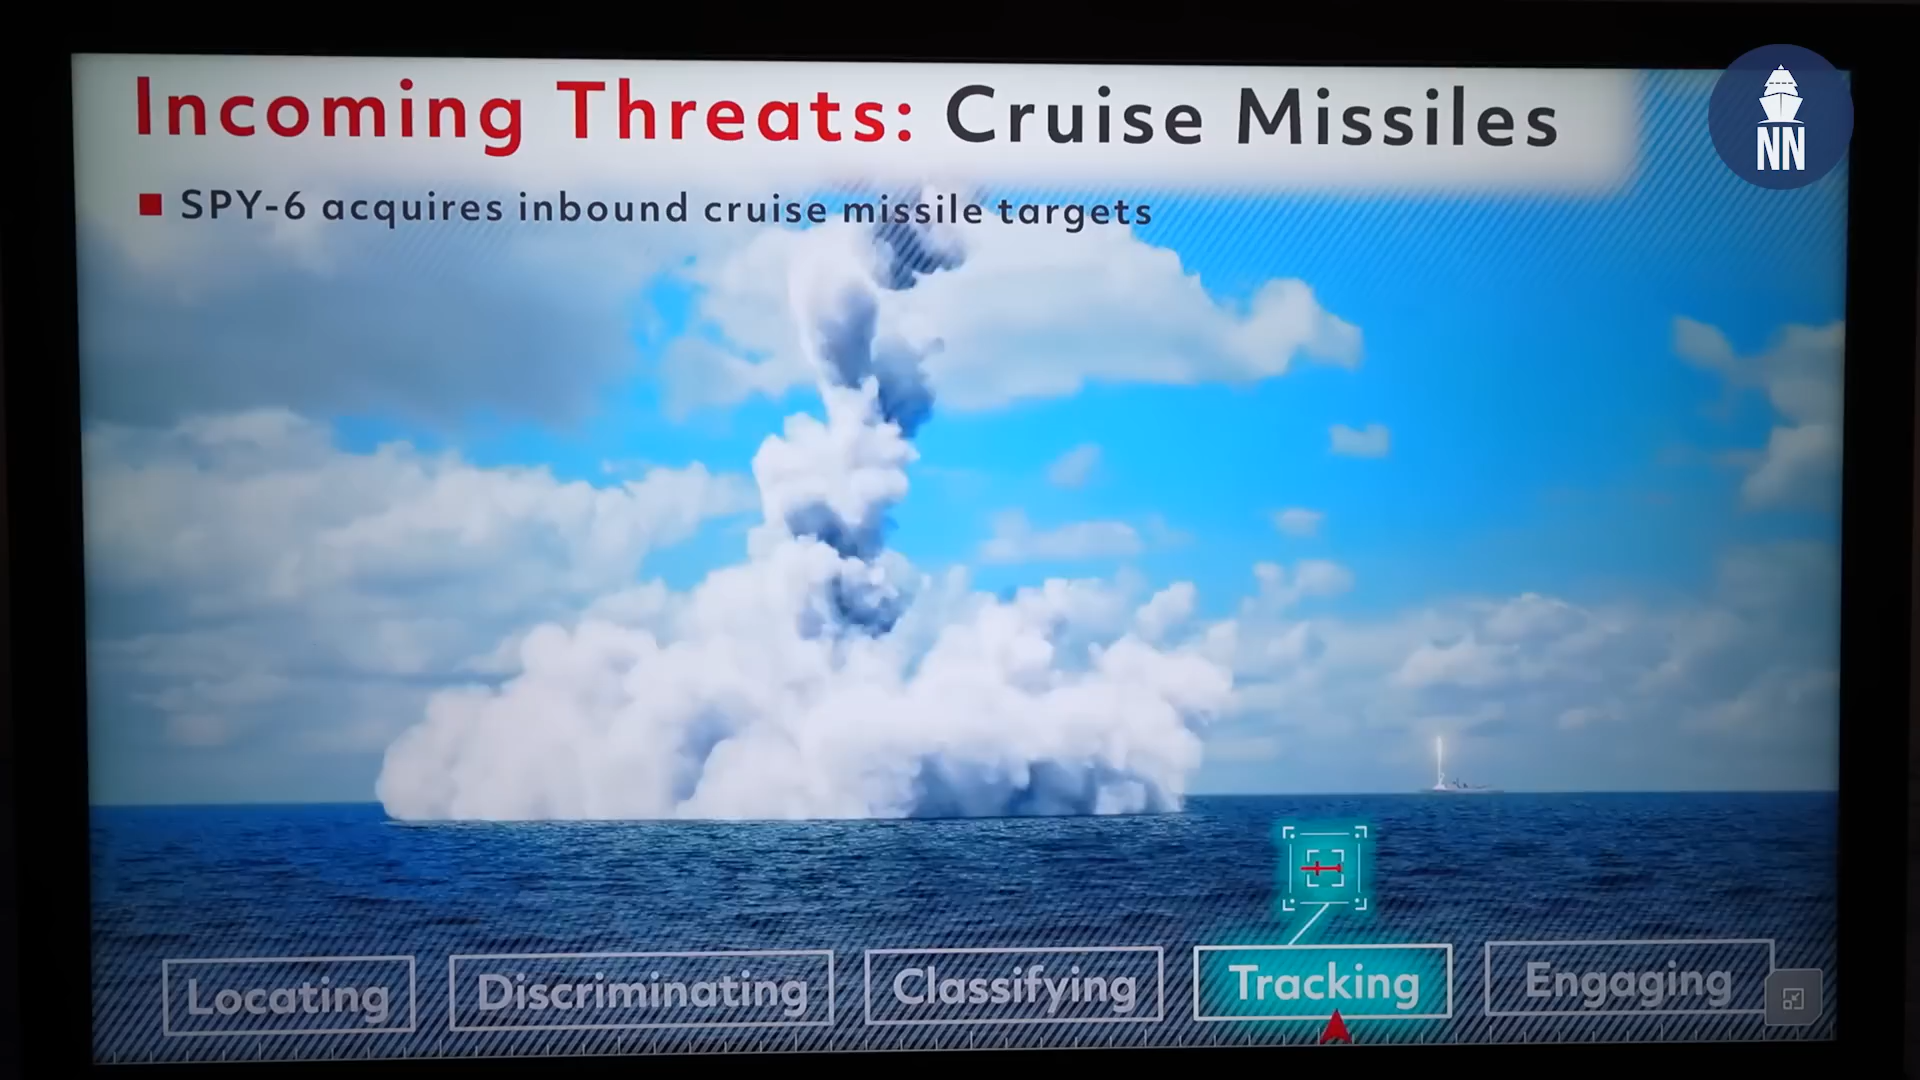 Incoming Threats: Cruise Missiles
SPY-6 acquires inbound cruise missile targets
NN
Locating
Discriminating
Classifying
Tracking
Engaging